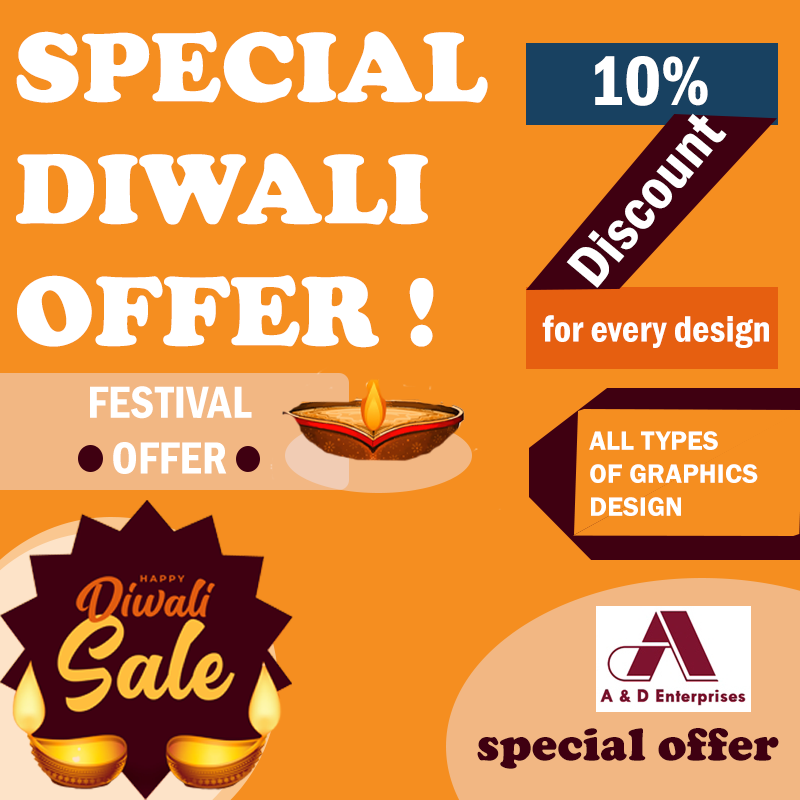 SPECIAL
DIWALI
OFFER !
10%
Discount
for every design
FESTIVAL
OFFER
ALL TYPES
OF GRAPHICS
DESIGN
HAPPY
Diwali
Sale
A & D Enterprises
special offer